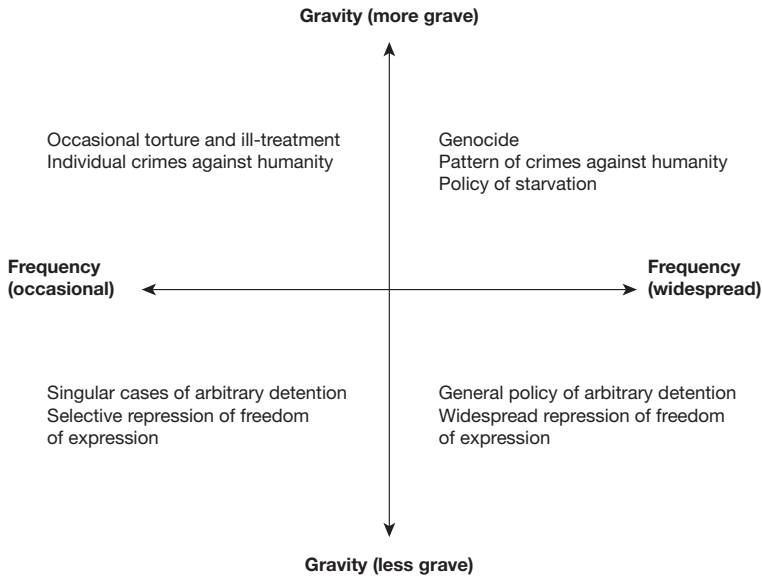 Gravity (more grave)
Occasional torture and ill-treatment
Individual crimes against humanity
Genocide
Pattern of crimes against humanity
Policy of starvation
Frequency
(occasional)
Frequency
(widespread)
Singular cases of arbitrary detention
Selective repression of freedom
of expression
General policy of arbitrary detention
Widespread repression of freedom
of expression
Gravity (less grave)